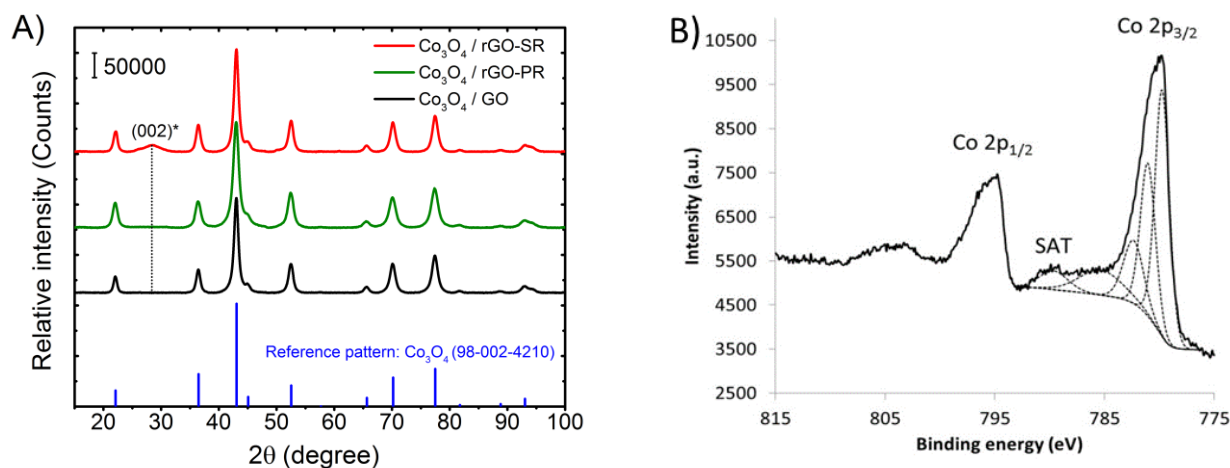 A)
50000
Co₃O₄ / rGO-SR
Co₃O₄ / rGO-PR
Co₃O₄ / GO
(002)*
Relative intensity (Counts)
Reference pattern: Co₃O₄ (98-002-4210)
20 30 40 50 60 70 80 90 100
2θ (degree)
B)
Co 2p₃/₂
Co 2p₁/₂
SAT
Intensity (a.u.)
10500
9500
8500
7500
6500
5500
4500
3500
2500
815 805 795 785 775
Binding energy (eV)